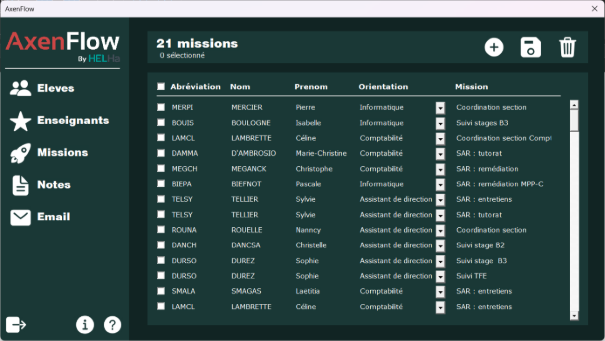 AxenFlow
AxenFlow
By HELHa
Eleves
Enseignants
Missions
Notes
Email
21 missions
0 sélectionné
Abréviation Nom Prenom Orientation Mission
MERPI MERCIER Pierre Informatique Coordination section
BOUIS BOULOGNE Isabelle Informatique Suivi stages B3
LAMCL LAMBRETTE Céline Comptabilité Coordination section Compt
DAMMA D'AMBROSIO Marie-Christine Comptabilité SAR : tutorat
MEGCH MEGANCK Christophe Comptabilité SAR : remédiation
BIEPA BIEFNOT Pascale Informatique SAR : remédiation MPP-C
TELSY TELLIER Sylvie Assistant de direction SAR : entretiens
TELSY TELLIER Sylvie Assistant de direction SAR : tutorat
ROUNA ROUELLE Nanncy Assistant de direction Coordination section
DANCH DANCSA Christelle Assistant de direction Suivi stage B2
DURSO DUREZ Sophie Assistant de direction Suivi stage B3
DURSO DUREZ Sophie Assistant de direction Suivi TFE
SMALA SMAGAS Laëtitia Comptabilité SAR : entretiens
LAMCL LAMBRETTE Céline Comptabilité SAR : entretiens